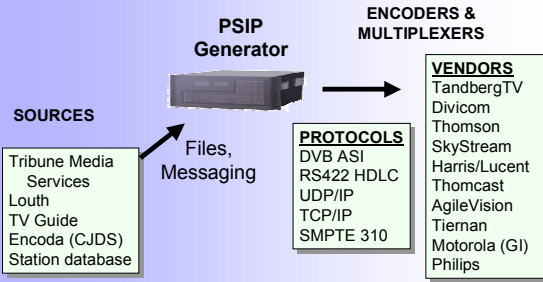 PSIP
Generator
ENCODERS &
MULTIPLEXERS
SOURCES
Tribune Media
Services
Louth
TV Guide
Encoda (CJDS)
Station database
Files,
Messaging
PROTOCOLS
DVB ASI
RS422 HDLC
UDP/IP
TCP/IP
SMPTE 310
VENDORS
TandbergTV
Divicom
Thomson
SkyStream
Harris/Lucent
Thomcast
AgileVision
Tiernan
Motorola (GI)
Philips